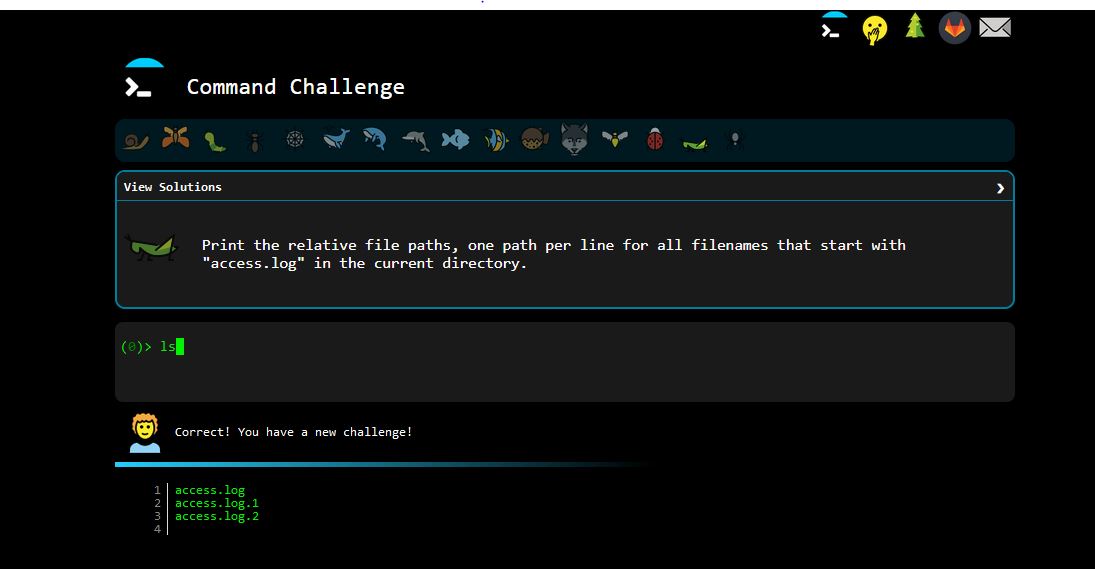 Command Challenge
View Solutions
Print the relative file paths, one path per line for all filenames that start with
"access.log" in the current directory.
(0)> ls
Correct! You have a new challenge!
1 access.log
2 access.log.1
3 access.log.2
4